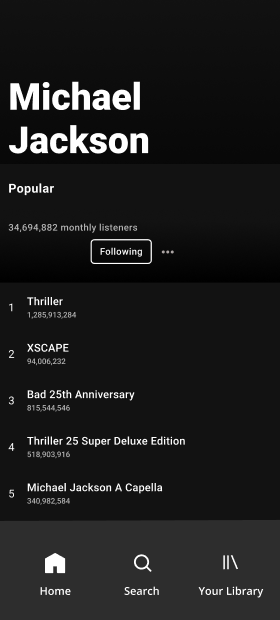 Michael
Jackson
Popular
34,694,882 monthly listeners
Following
1 Thriller
1,285,913,284
2 XSCAPE
94,006,232
3 Bad 25th Anniversary
815,544,546
4 Thriller 25 Super Deluxe Edition
518,903,916
5 Michael Jackson A Capella
340,982,584
Home Search Your Library